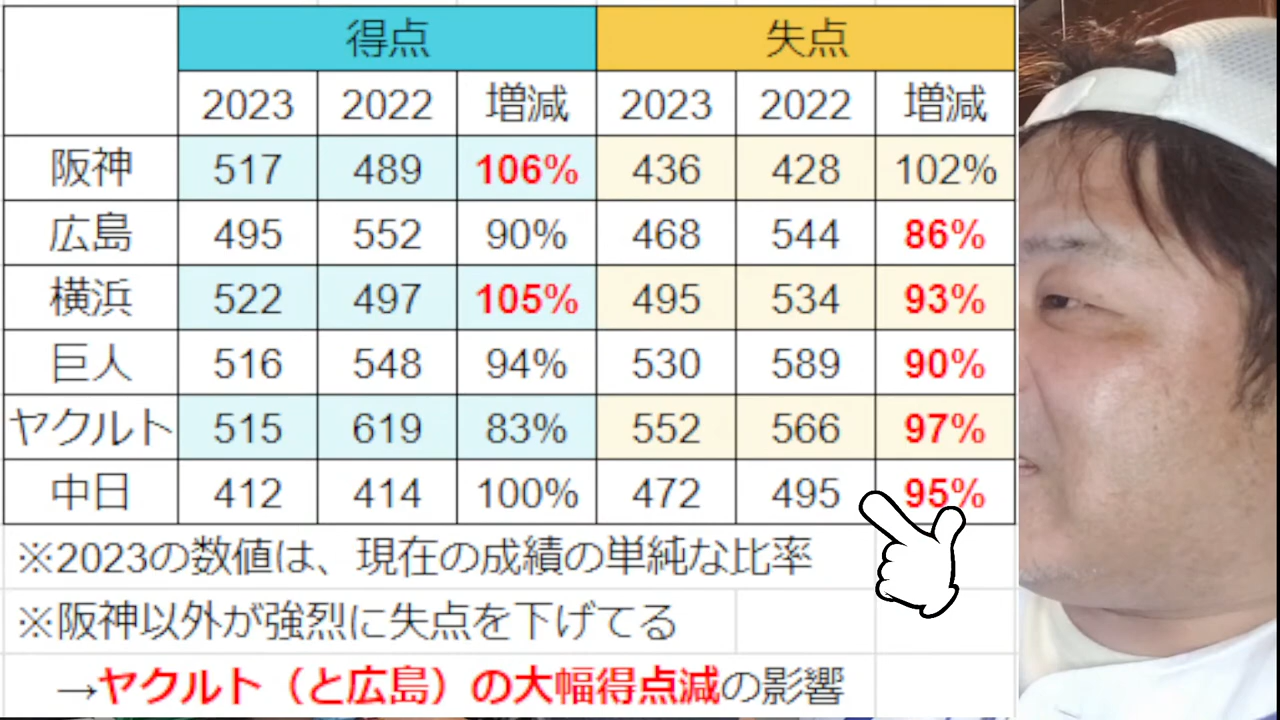 得点 失点
2023 2022 増減 2023 2022 増減
阪神 517 489 106% 436 428 102%
広島 495 552 90% 468 544 86%
横浜 522 497 105% 495 534 93%
巨人 516 548 94% 530 589 90%
ヤクルト 515 619 83% 552 566 97%
中日 412 414 100% 472 495 95%
※2023の数値は、現在の成績の単純な比率
※阪神以外が強烈に失点を下げてる
→ヤクルト（と広島）の大幅得点減の影響